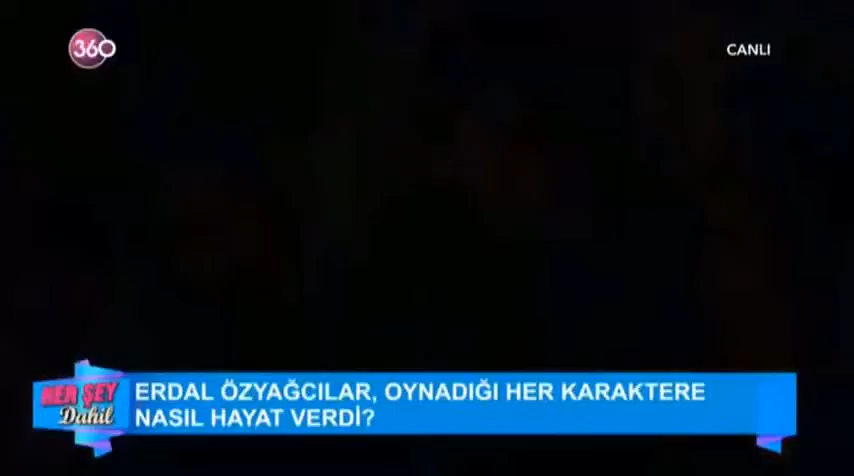 360
CANLI
HER ŞEY
Dahil
ERDAL ÖZYAĞCILAR, OYNADIĞI HER KARAKTERE
NASIL HAYAT VERDİ?